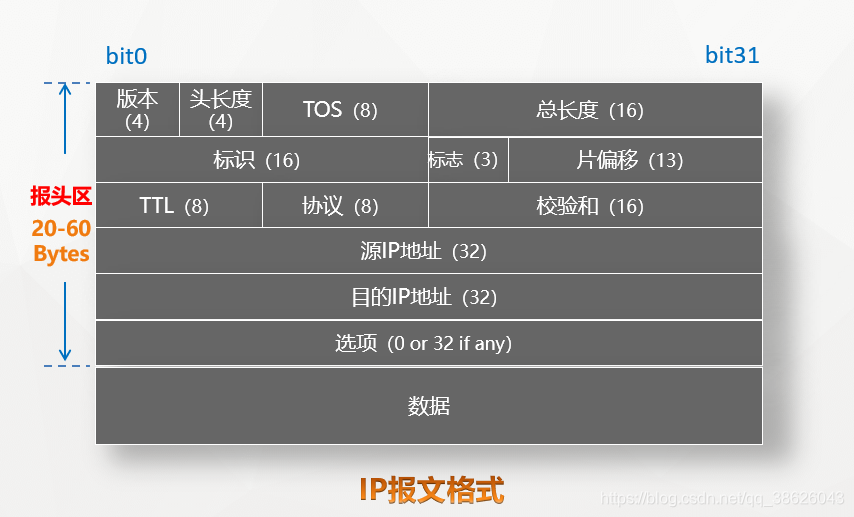 bit0
bit31
版本
(4)
头长度
(4)
TOS (8)
总长度 (16)
标识 (16)
标志 (3)
片偏移 (13)
报头区
20-60
Bytes
TTL (8)
协议 (8)
校验和 (16)
源IP地址 (32)
目的IP地址 (32)
选项 (0 or 32 if any)
数据
IP报文格式
https://blog.csdn.net/qq_38626043